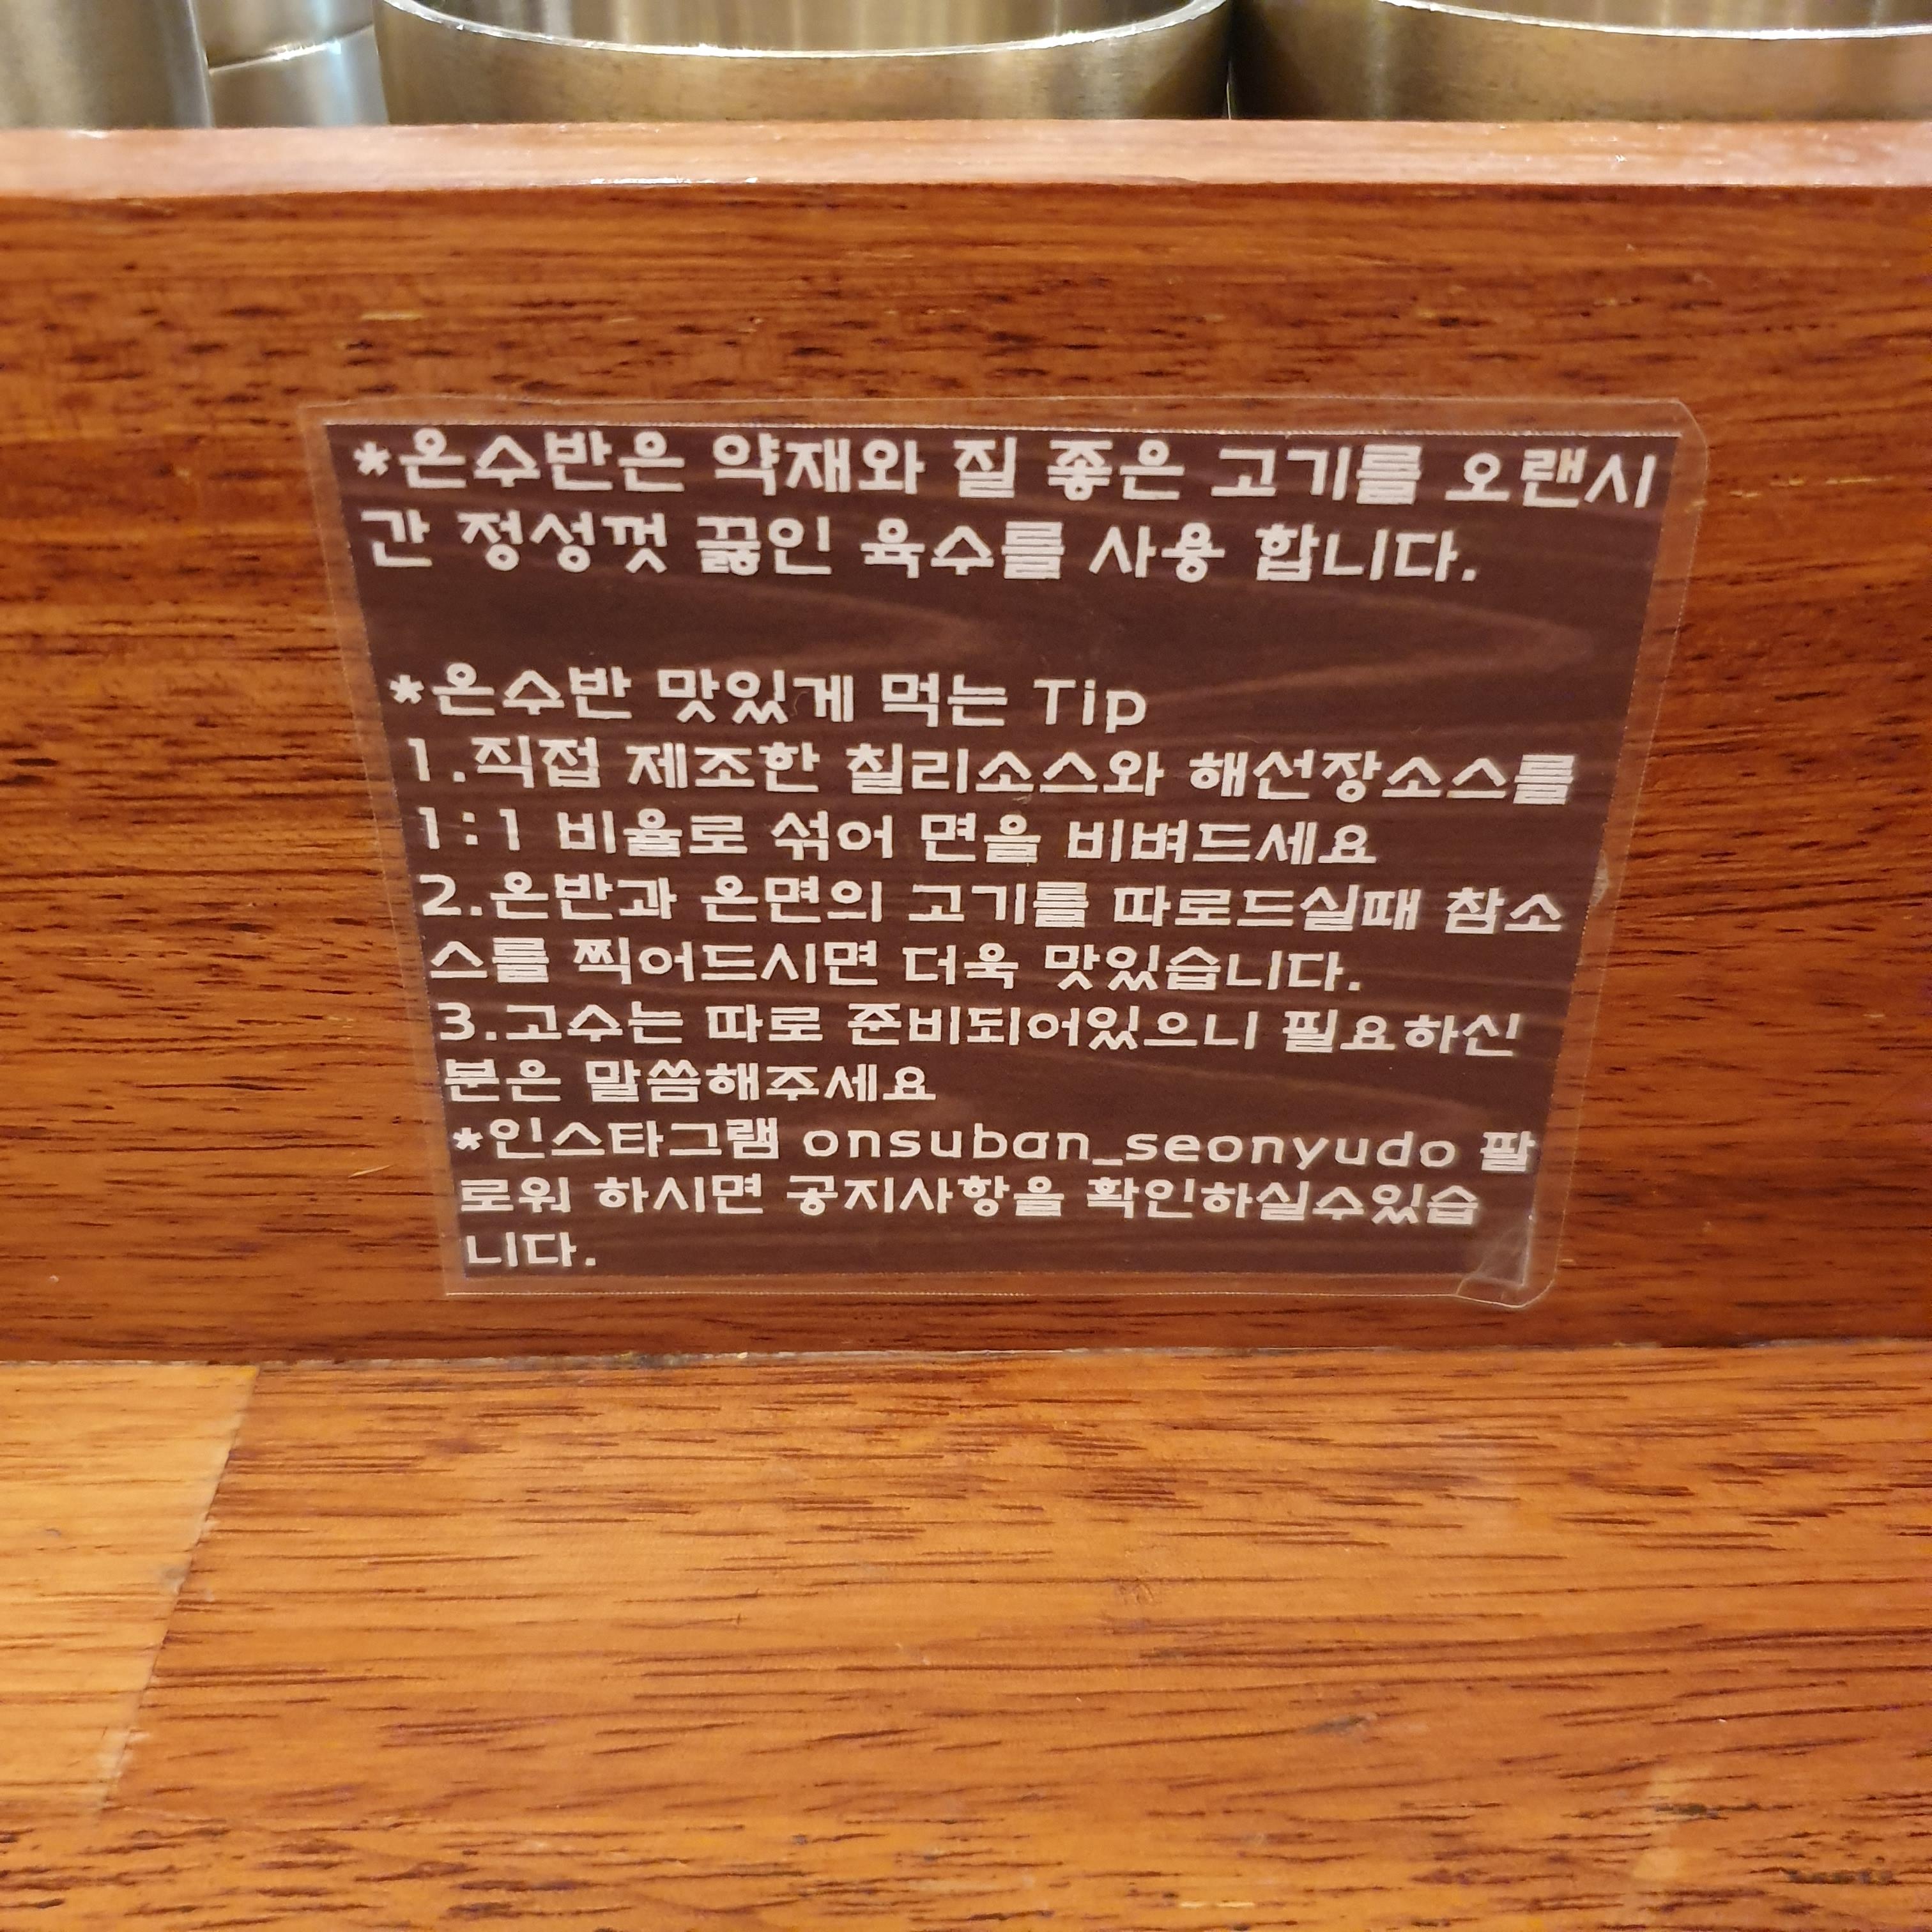 *온수반은 약재와 질 좋은 고기를 오랜시
간 정성껏 끓인 육수를 사용 합니다.
*온수반 맛있게 먹는 Tip
1.직접 제조한 칠리소스와 해선장소스를
1:1 비율로 섞어 면을 비벼드세요
2.온반과 온면의 고기를 따로드실때 참소
스를 찍어드시면 더욱 맛있습니다.
3.고수는 따로 준비되어있으니 필요하신
분은 말씀해주세요
*인스타그램 onsuban_seonyudo 팔
로워 하시면 공지사항을 확인하실수있습
니다.